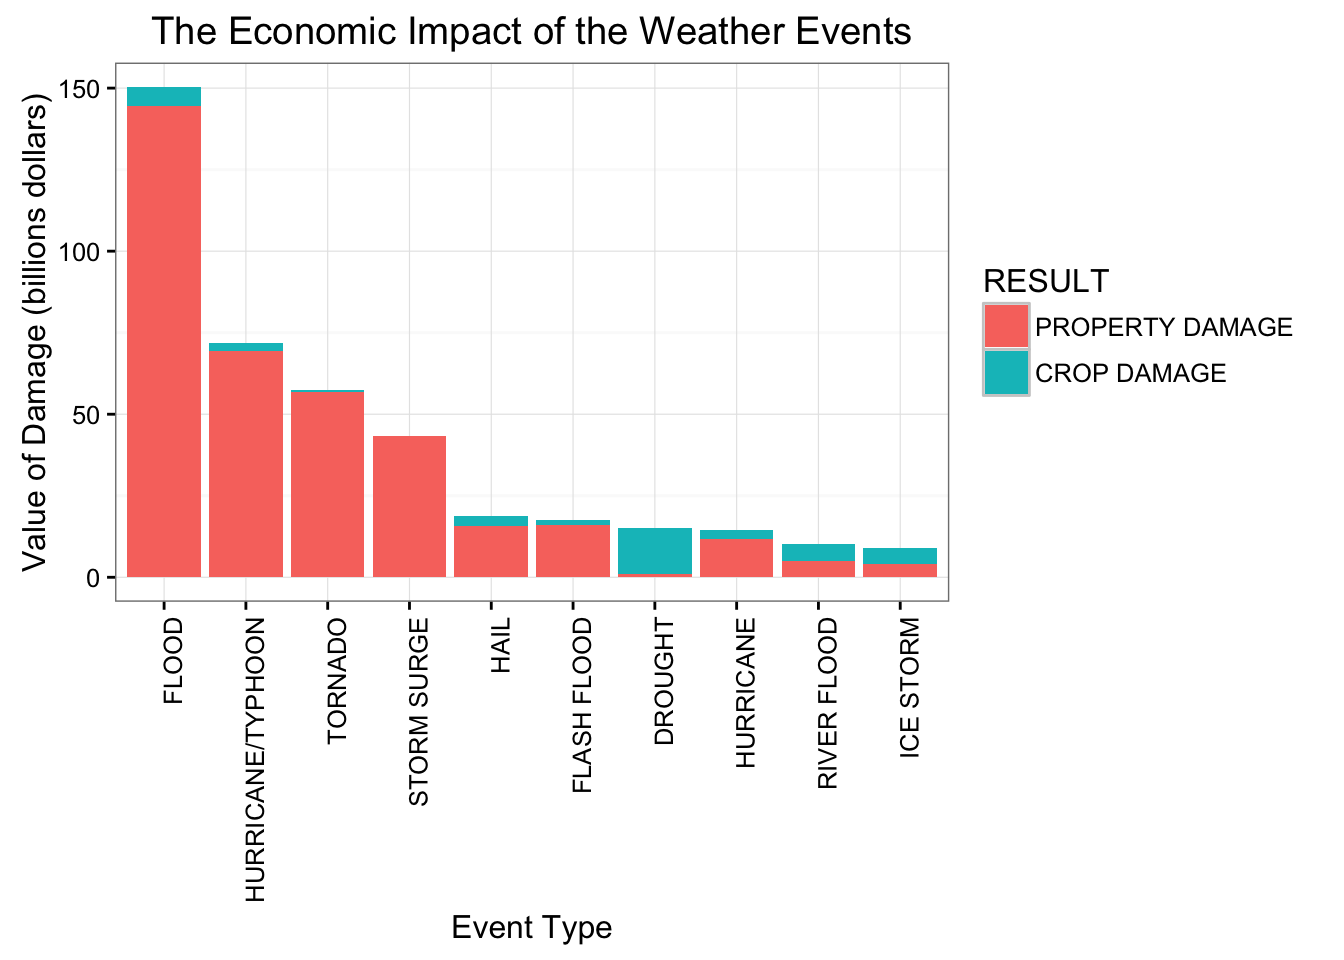 The Economic Impact of the Weather Events
Value of Damage (billions dollars)
150
100
50
0
FLOOD
HURRICANE/TYPHOON
TORNADO
STORM SURGE
HAIL
FLASH FLOOD
DROUGHT
HURRICANE
RIVER FLOOD
ICE STORM
Event Type
RESULT
PROPERTY DAMAGE
CROP DAMAGE